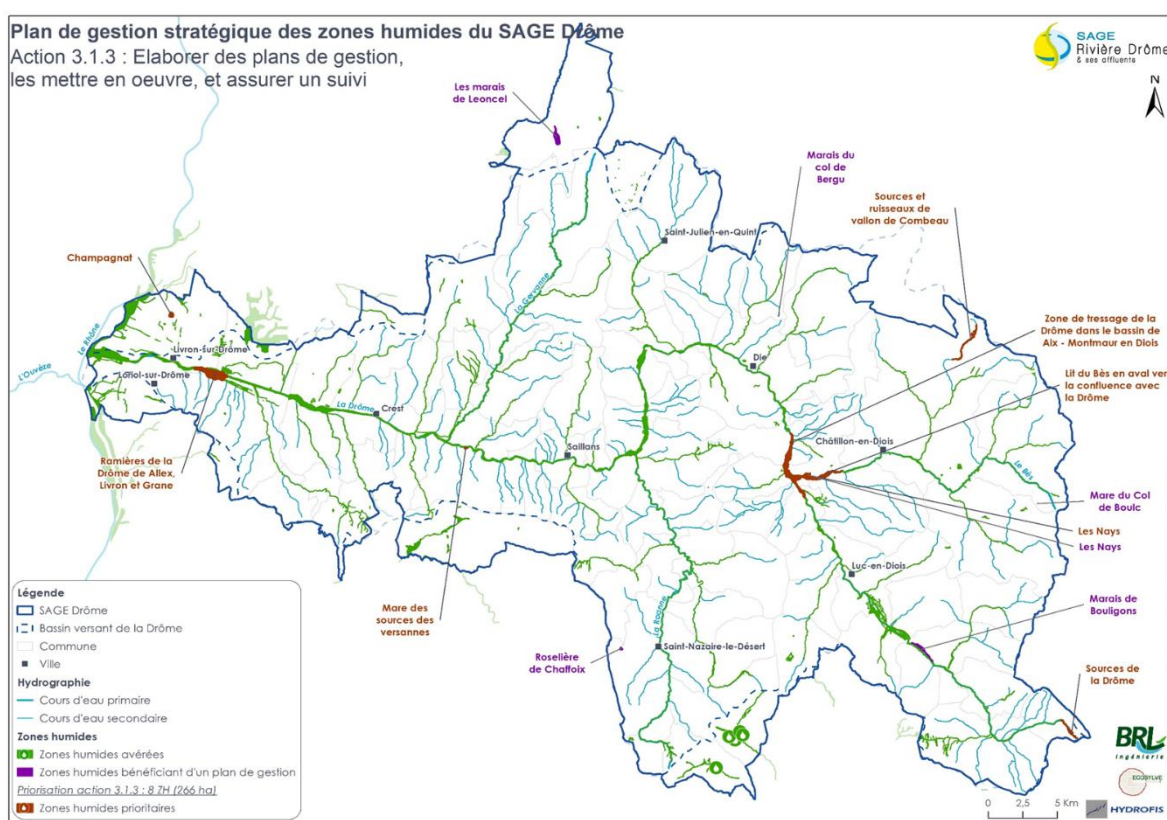 Plan de gestion stratégique des zones humides du SAGE Drôme
Action 3.1.3 : Elaborer des plans de gestion,
les mettre en oeuvre, et assurer un suivi
SAGE
Rivière Drôme
& ses affluents
N
Les marais
de Leoncel
Marais du
col de
Bergu
Sources et
ruisseaux de
vallon de Combeau
Saint-Julien-en-Quint
Champagnat
La Gervanne
Zone de tressage de la
Drôme dans le bassin de
Aix - Montmaur en Diois
Le Rhône
Livron-sur-Drôme
L'Ouvèze
Loriol-sur-Drôme
Die
Lit du Bès en aval ver
la confluence avec
la Drôme
La Drôme
Crest
Châtillon-en-Diois
Saillans
Le Bès
Ramières de la
Drôme de Allex,
Livron et Grane
Mare du Col
de Boulc
Les Nays
Les Nays
Luc-en-Diois
Mare des
sources des
versannes
Marais de
Bouligons
La Roanne
Roselière
de Chaffoix
Saint-Nazaire-le-Désert
Sources de
la Drôme
Légende
SAGE Drôme
Bassin versant de la Drôme
Commune
Ville
Hydrographie
Cours d'eau primaire
Cours d'eau secondaire
Zones humides
Zones humides avérées
Zones humides bénéficiant d'un plan de gestion
Priorisation action 3.1.3 : 8 ZH (266 ha)
Zones humides prioritaires
BRL
Ingénierie
ECOSYLVE
0 2,5 5 Km
HYDROFIS